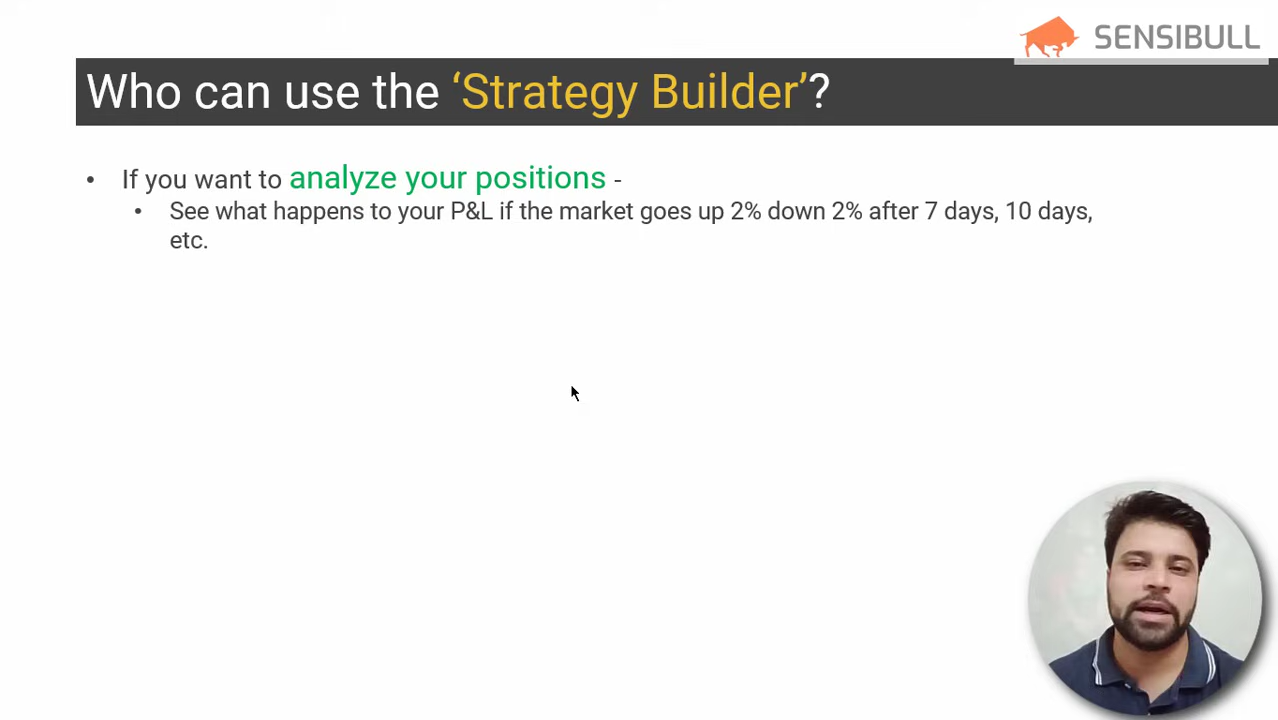 SENSIBULL
Who can use the ‘Strategy Builder’?
• If you want to analyze your positions -
• See what happens to your P&L if the market goes up 2% down 2% after 7 days, 10 days,
etc.